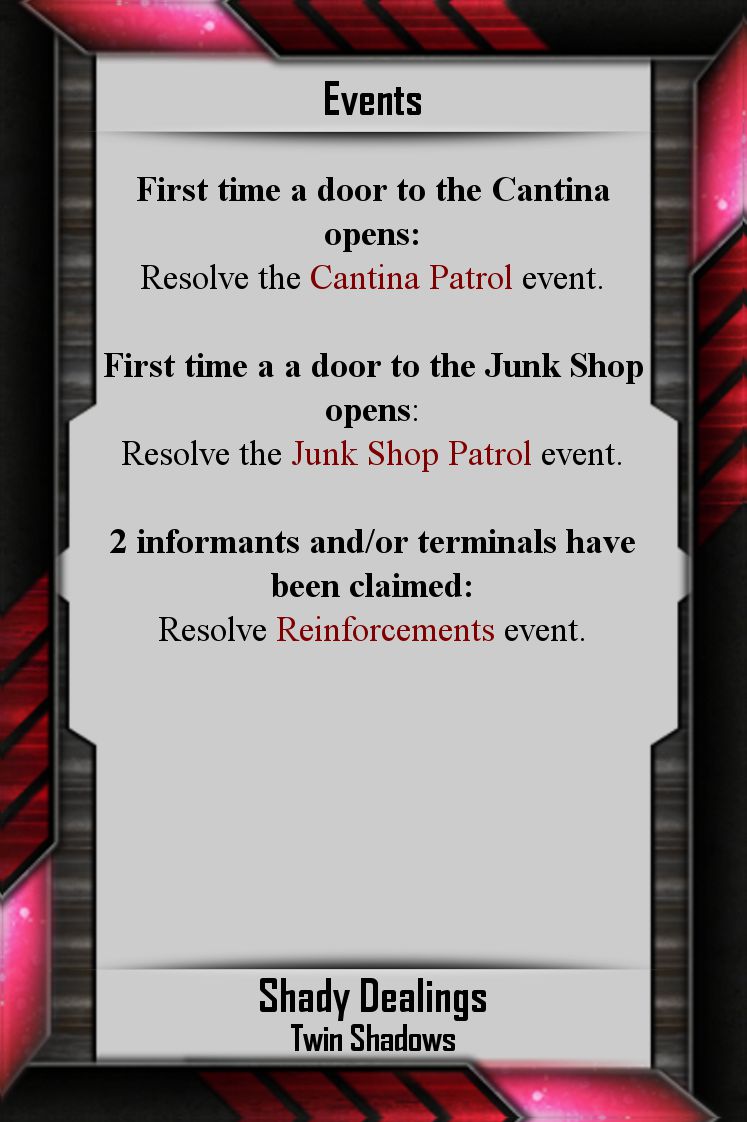 Events
First time a door to the Cantina
opens:
Resolve the Cantina Patrol event.
First time a a door to the Junk Shop
opens:
Resolve the Junk Shop Patrol event.
2 informants and/or terminals have
been claimed:
Resolve Reinforcements event.
Shady Dealings
Twin Shadows